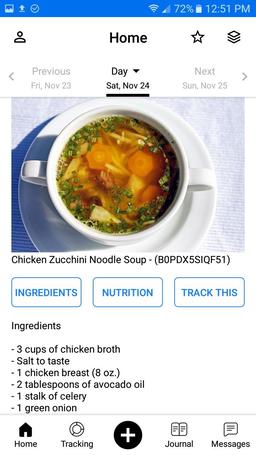 72% 12:51 PM
Home
Previous
Day
Next
Fri, Nov 23
Sat, Nov 24
Sun, Nov 25
Chicken Zucchini Noodle Soup - (B0PDX5SIQF51)
INGREDIENTS
NUTRITION
TRACK THIS
Ingredients
- 3 cups of chicken broth
- Salt to taste
- 1 chicken breast (8 oz.)
- 2 tablespoons of avocado oil
- 1 stalk of celery
- 1 green onion
Home
Tracking
Journal
Messages